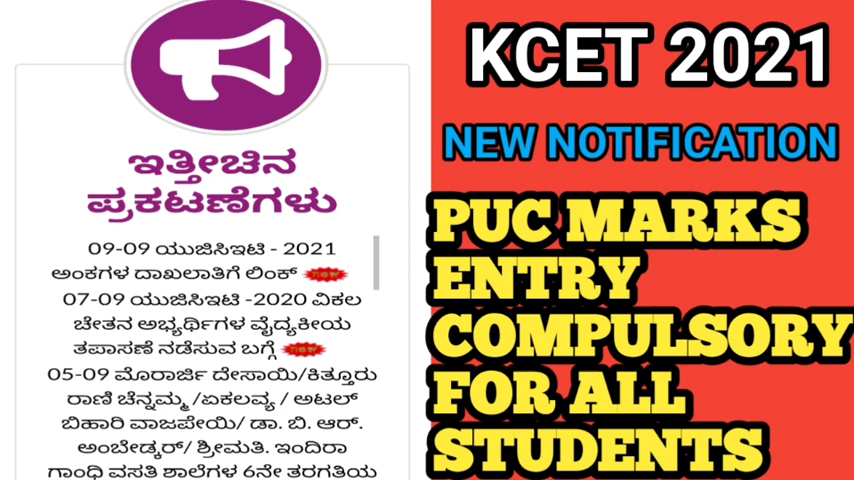 ಇತ್ತೀಚಿನ
ಪ್ರಕಟಣೆಗಳು
09-09 ಯುಜಿಸಿಇಟಿ - 2021
ಅಂಕಗಳ ದಾಖಲಾತಿಗೆ ಲಿಂಕ್
07-09 ಯುಜಿಸಿಇಟಿ -2020 ವಿಕಲ
ಚೇತನ ಅಭ್ಯರ್ಥಿಗಳ ವೈದ್ಯಕೀಯ
ತಪಾಸಣೆ ನಡೆಸುವ ಬಗ್ಗೆ
05-09 ಮೊರಾರ್ಜಿ ದೇಸಾಯಿ/ಕಿತ್ತೂರು
ರಾಣಿ ಚೆನ್ನಮ್ಮ /ಏಕಲವ್ಯ / ಅಟಲ್
ಬಿಹಾರಿ ವಾಜಪೇಯಿ/ ಡಾ. ಬಿ. ಆರ್.
ಅಂಬೇಡ್ಕರ್/ ಶ್ರೀಮತಿ. ಇಂದಿರಾ
ಗಾಂಧಿ ವಸತಿ ಶಾಲೆಗಳ 6ನೇ ತರಗತಿಯ
KCET 2021
NEW NOTIFICATION
PUC MARKS
ENTRY
COMPULSORY
FOR ALL
STUDENTS